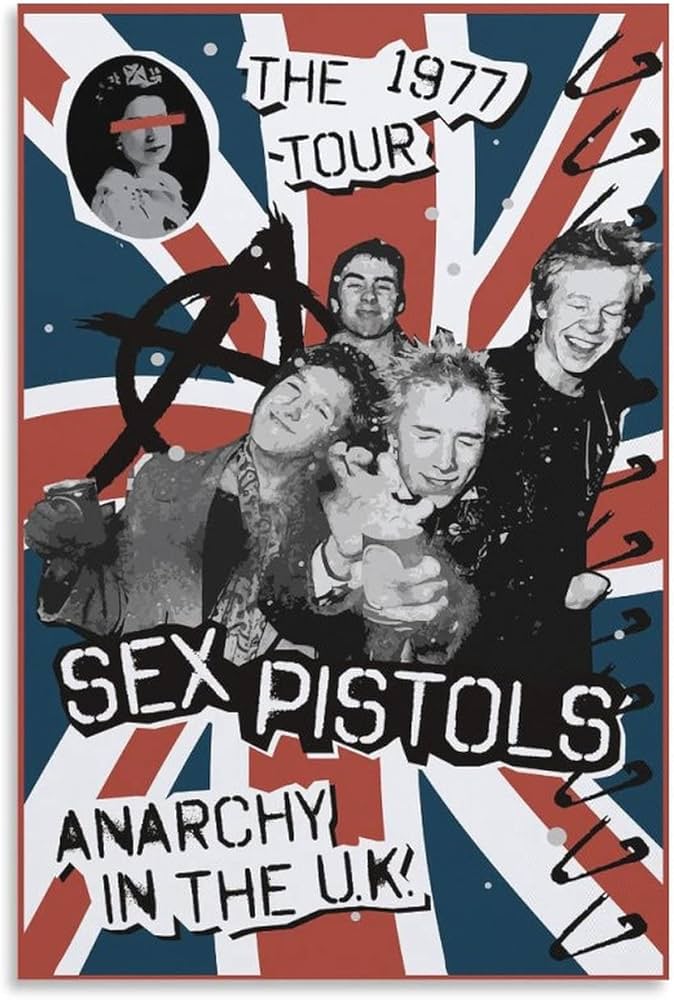 THE 1977
-TOUR
SEX PISTOLS
ANARCHY
IN THE U.K!